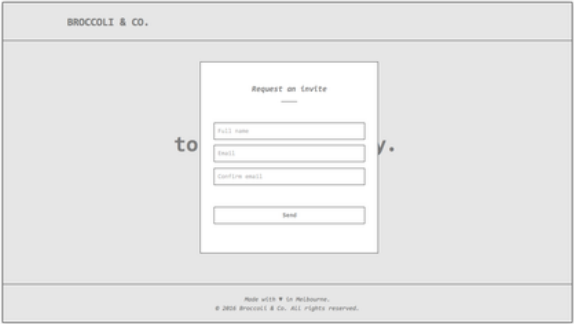 BROCCOLI & CO.
Request an invite
to
y.
Full name
Email
Confirm email
Send
Made with ♥ in Melbourne.
© 2016 Broccoli & Co. All rights reserved.